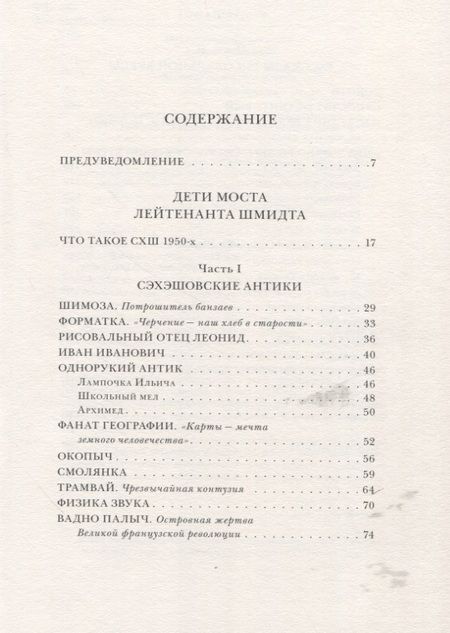 СОДЕРЖАНИЕ
ПРЕДУВЕДОМЛЕНИЕ . . . . . . . . . . . . . . . . . . . . 7
ДЕТИ МОСТА
ЛЕЙТЕНАНТА ШМИДТА
ЧТО ТАКОЕ СХШ 1950-х . . . . . . . . . . . . . . . . . . 17
Часть I
СЭХЭШОВСКИЕ АНТИКИ
ШИМОЗА. Потрошитель банзаев . . . . . . . . . . . . . . 29
ФОРМАТКА. «Черчение – наш хлеб в старости» . . . . . . . 33
РИСОВАЛЬНЫЙ ОТЕЦ ЛЕОНИД . . . . . . . . . . . . . 36
ИВАН ИВАНОВИЧ . . . . . . . . . . . . . . . . . . . . . 40
ОДНОРУКИЙ АНТИК . . . . . . . . . . . . . . . . . . . 46
Лампочка Ильича . . . . . . . . . . . . . . . . . . . 46
Школьный мел . . . . . . . . . . . . . . . . . . . . 48
Архимед . . . . . . . . . . . . . . . . . . . . . . . 50
ФАНАТ ГЕОГРАФИИ. «Карты – мечта
земного человечества» . . . . . . . . . . . . . . . . . 52
ОКОПЫЧ . . . . . . . . . . . . . . . . . . . . . . . . 56
СМОЛЯНКА . . . . . . . . . . . . . . . . . . . . . . . 59
ТРАМВАЙ. Чрезвычайная контузия . . . . . . . . . . . . 64
ФИЗИКА ЗВУКА . . . . . . . . . . . . . . . . . . . . . 70
ВАДНО ПАЛЫЧ. Островная жертва
Великой французской революции . . . . . . . . . . . . . 74